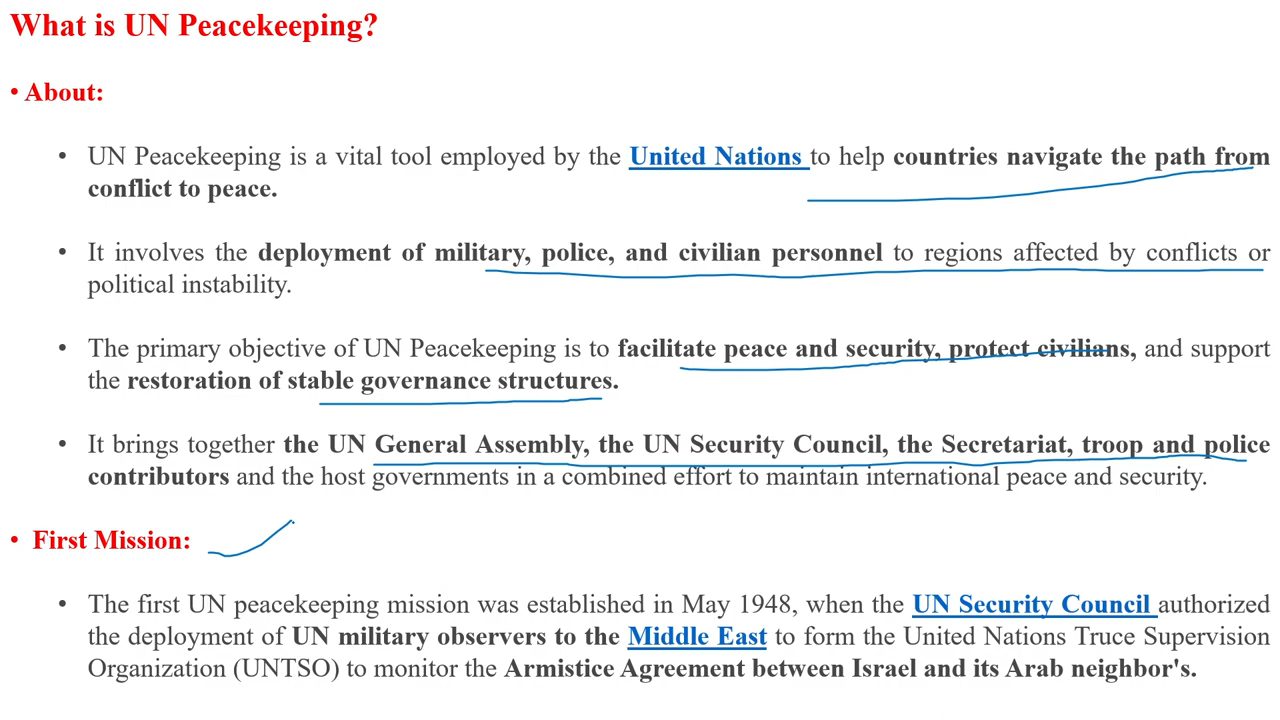 What is UN Peacekeeping?
• About:
• UN Peacekeeping is a vital tool employed by the United Nations to help countries navigate the path from
conflict to peace.
• It involves the deployment of military, police, and civilian personnel to regions affected by conflicts or
political instability.
• The primary objective of UN Peacekeeping is to facilitate peace and security, protect civilians, and support
the restoration of stable governance structures.
• It brings together the UN General Assembly, the UN Security Council, the Secretariat, troop and police
contributors and the host governments in a combined effort to maintain international peace and security.
• First Mission:
• The first UN peacekeeping mission was established in May 1948, when the UN Security Council authorized
the deployment of UN military observers to the Middle East to form the United Nations Truce Supervision
Organization (UNTSO) to monitor the Armistice Agreement between Israel and its Arab neighbor's.